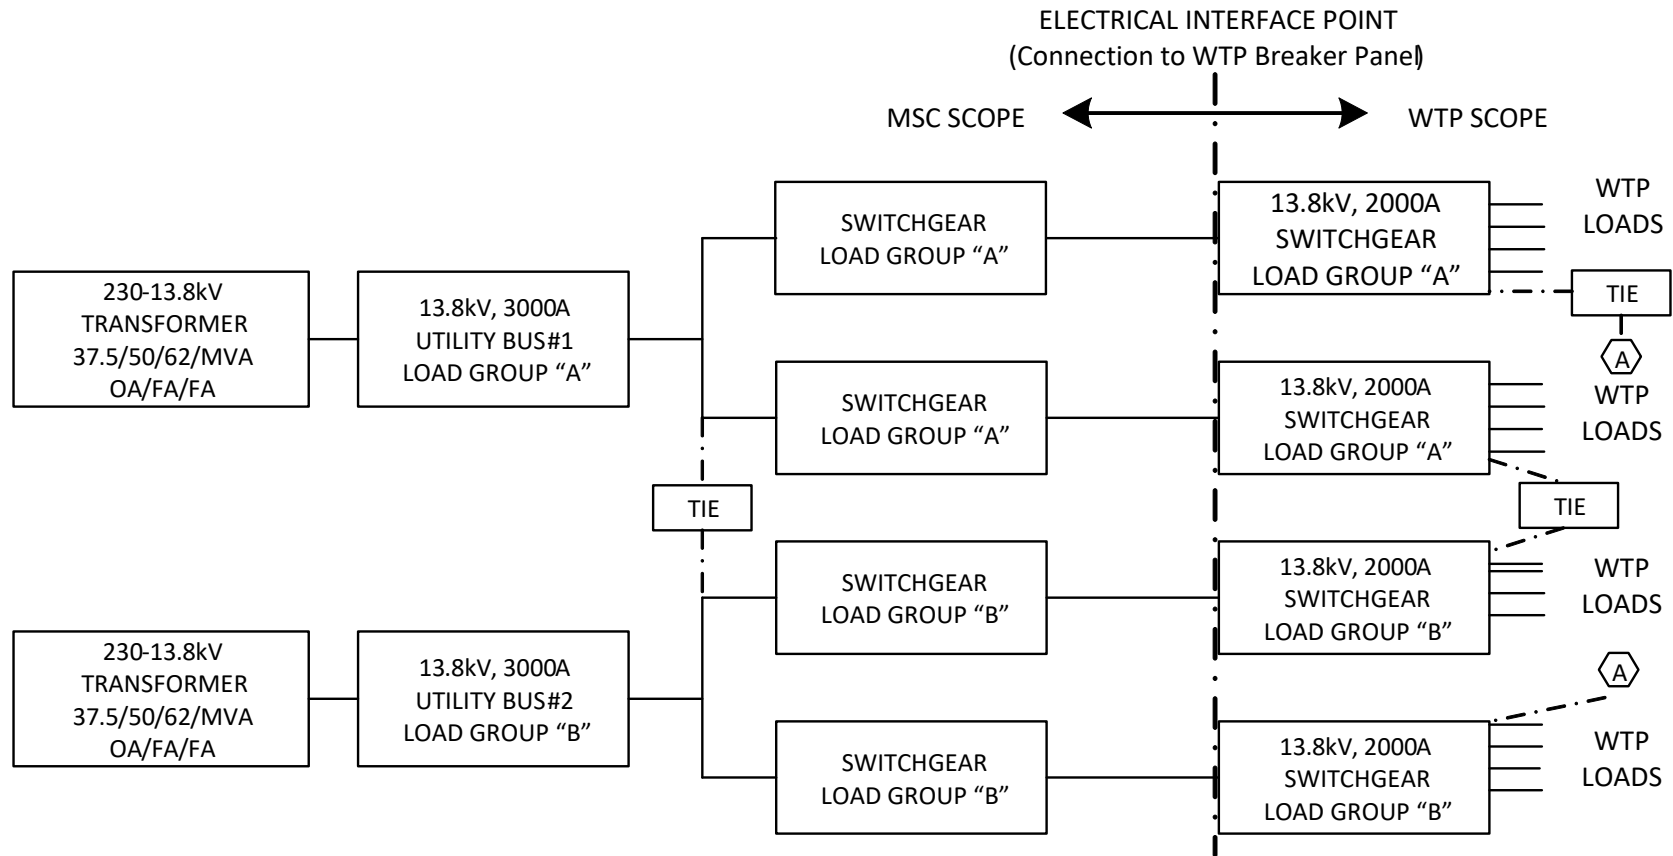 ELECTRICAL INTERFACE POINT
(Connection to WTP Breaker Panel)
MSC SCOPE
WTP SCOPE
230-13.8kV
TRANSFORMER
37.5/50/62/MVA
OA/FA/FA
13.8kV, 3000A
UTILITY BUS#1
LOAD GROUP “A”
SWITCHGEAR
LOAD GROUP “A”
13.8kV, 2000A
SWITCHGEAR
LOAD GROUP “A”
WTP
LOADS
TIE
A
SWITCHGEAR
LOAD GROUP “A”
13.8kV, 2000A
SWITCHGEAR
LOAD GROUP “A”
WTP
LOADS
TIE
TIE
230-13.8kV
TRANSFORMER
37.5/50/62/MVA
OA/FA/FA
13.8kV, 3000A
UTILITY BUS#2
LOAD GROUP “B”
SWITCHGEAR
LOAD GROUP “B”
13.8kV, 2000A
SWITCHGEAR
LOAD GROUP “B”
WTP
LOADS
A
SWITCHGEAR
LOAD GROUP “B”
13.8kV, 2000A
SWITCHGEAR
LOAD GROUP “B”
WTP
LOADS